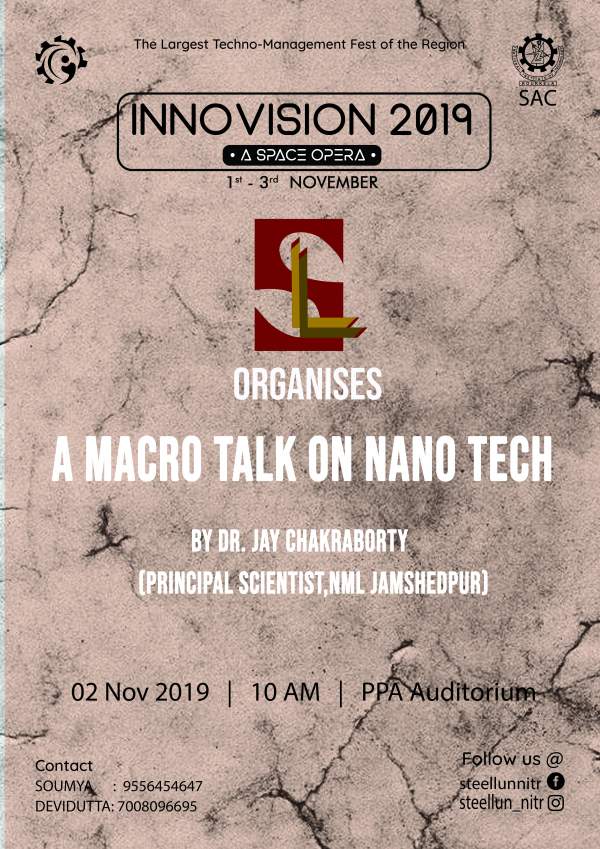 The Largest Techno-Management Fest of the Region
SAC
INNOVISION 2019
• A SPACE OPERA •
1st - 3rd NOVEMBER
SL
ORGANISES
A MACRO TALK ON NANO TECH
BY DR. JAY CHAKRABORTY
(PRINCIPAL SCIENTIST,NML JAMSHEDPUR)
02 Nov 2019 | 10 AM | PPA Auditorium
Contact
SOUMYA : 9556454647
DEVIDUTTA: 7008096695
Follow us @
steellunnitr
steellun_nitr